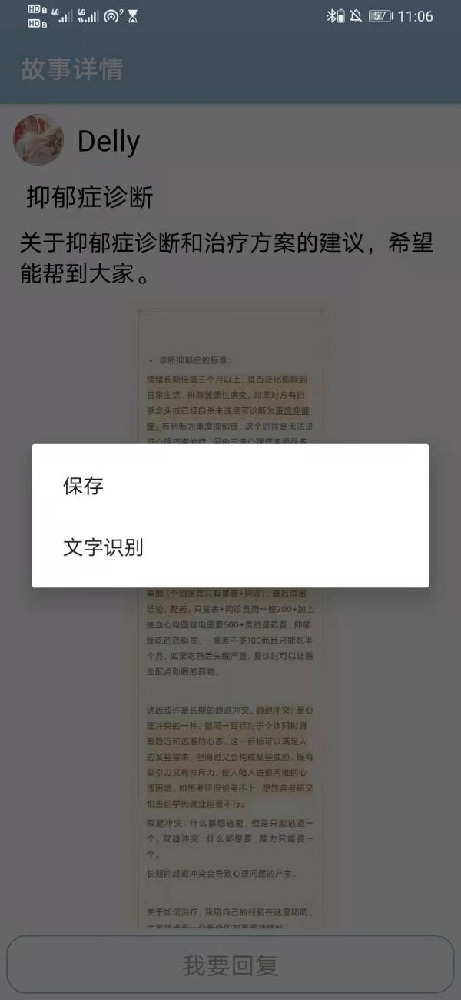 HD 1 4G 4G 2 57 11:06
HD 2
故事详情
Delly
抑郁症诊断
关于抑郁症诊断和治疗方案的建议，希望
能帮到大家。
• 诊断抑郁症的标准：
情绪长期低落三个月以上，是否泛化影响到
日常生活，排除器质性病变。如果对方有自
杀念头或已经自杀未遂便可诊断为重度抑郁
症。若判断为重度抑郁症，这个时候是无法进
行心理咨询治疗，国内三流心理咨询师很多
保存
文字识别
电图（个别医院只有量表+问诊），最后得出
结论，配药。只量表+问诊费用一般200+加上
抽血心电图脑电图要500+贵的是药费，抑郁
症吃的药挺贵，一盒差不多100而且只能吃半
个月，如果吃药后失眠严重，复诊时可以让医
生配点助眠的药物。
诱因或许是长期的趋避冲突。趋避冲突：是心
理冲突的一种，指同一目标对于个体同时具
有趋近和逃避的心态。这一目标可以满足人
的某些需求，但同时又会构成某些威胁，既有
吸引力又有排斥力，使人陷入进退两难的心
理困境。如想考研但怕考不上，想放弃考研又
怕当前学历就业前景不行。
双避冲突：什么都想逃避，但是只能逃避一
个。双趋冲突：什么都想要，能力只能要一
个。
长期的趋避冲突会导致心理问题的产生。
关于如何治疗，我用自己的经验在这里叨叨，
大家就当看一个新奇的故事看待便好
我要回复